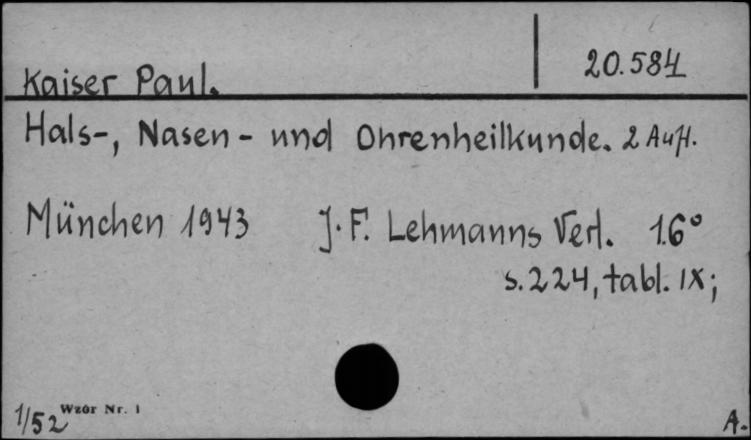 Kaiser Paul. 20.584
Hals-, Nasen- und Ohrenheilkunde. 2 Aufl.
München 1943 J. F. Lehmanns Verl. 16°
s. 224, tabl. IX;
1/52 Wzór Nr. 1 A.